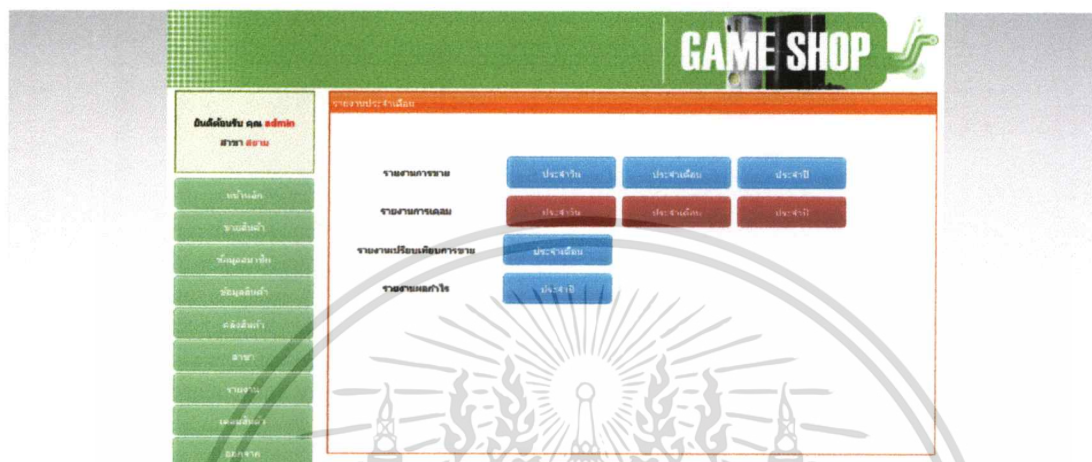 GAME SHOP
ยินดีต้อนรับ คุณ admin
สาขา สยาม
หน้าหลัก
ขายสินค้า
ข้อมูลสมาชิก
ข้อมูลสินค้า
คลังสินค้า
สาขา
รายงาน
เคลมสินค้า
ออกจาก
รายงานประจำเดือน
รายงานการขาย ประจำวัน ประจำเดือน ประจำปี
รายงานการเคลม ประจำวัน ประจำเดือน ประจำปี
รายงานเปรียบเทียบการขาย ประจำเดือน
รายงานผลกำไร ประจำปี